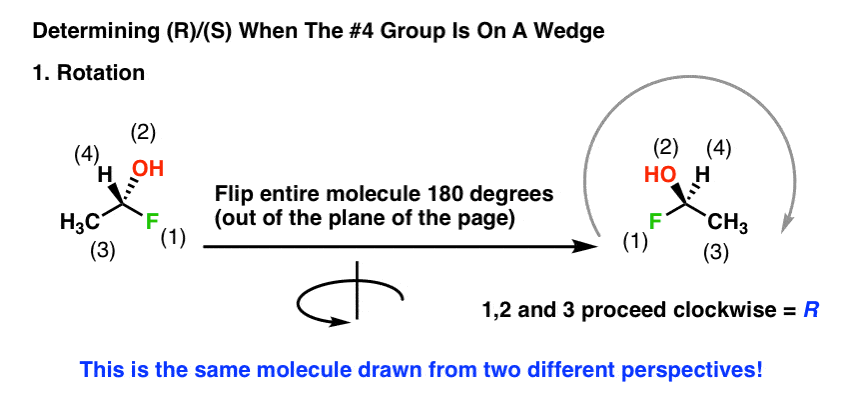 Determining (R)/(S) When The #4 Group Is On A Wedge
1. Rotation
(2)
(4)
H OH
H₃C F
(3) (1)
Flip entire molecule 180 degrees
(out of the plane of the page)
(2) (4)
HO H
F CH₃
(1) (3)
1,2 and 3 proceed clockwise = R
This is the same molecule drawn from two different perspectives!